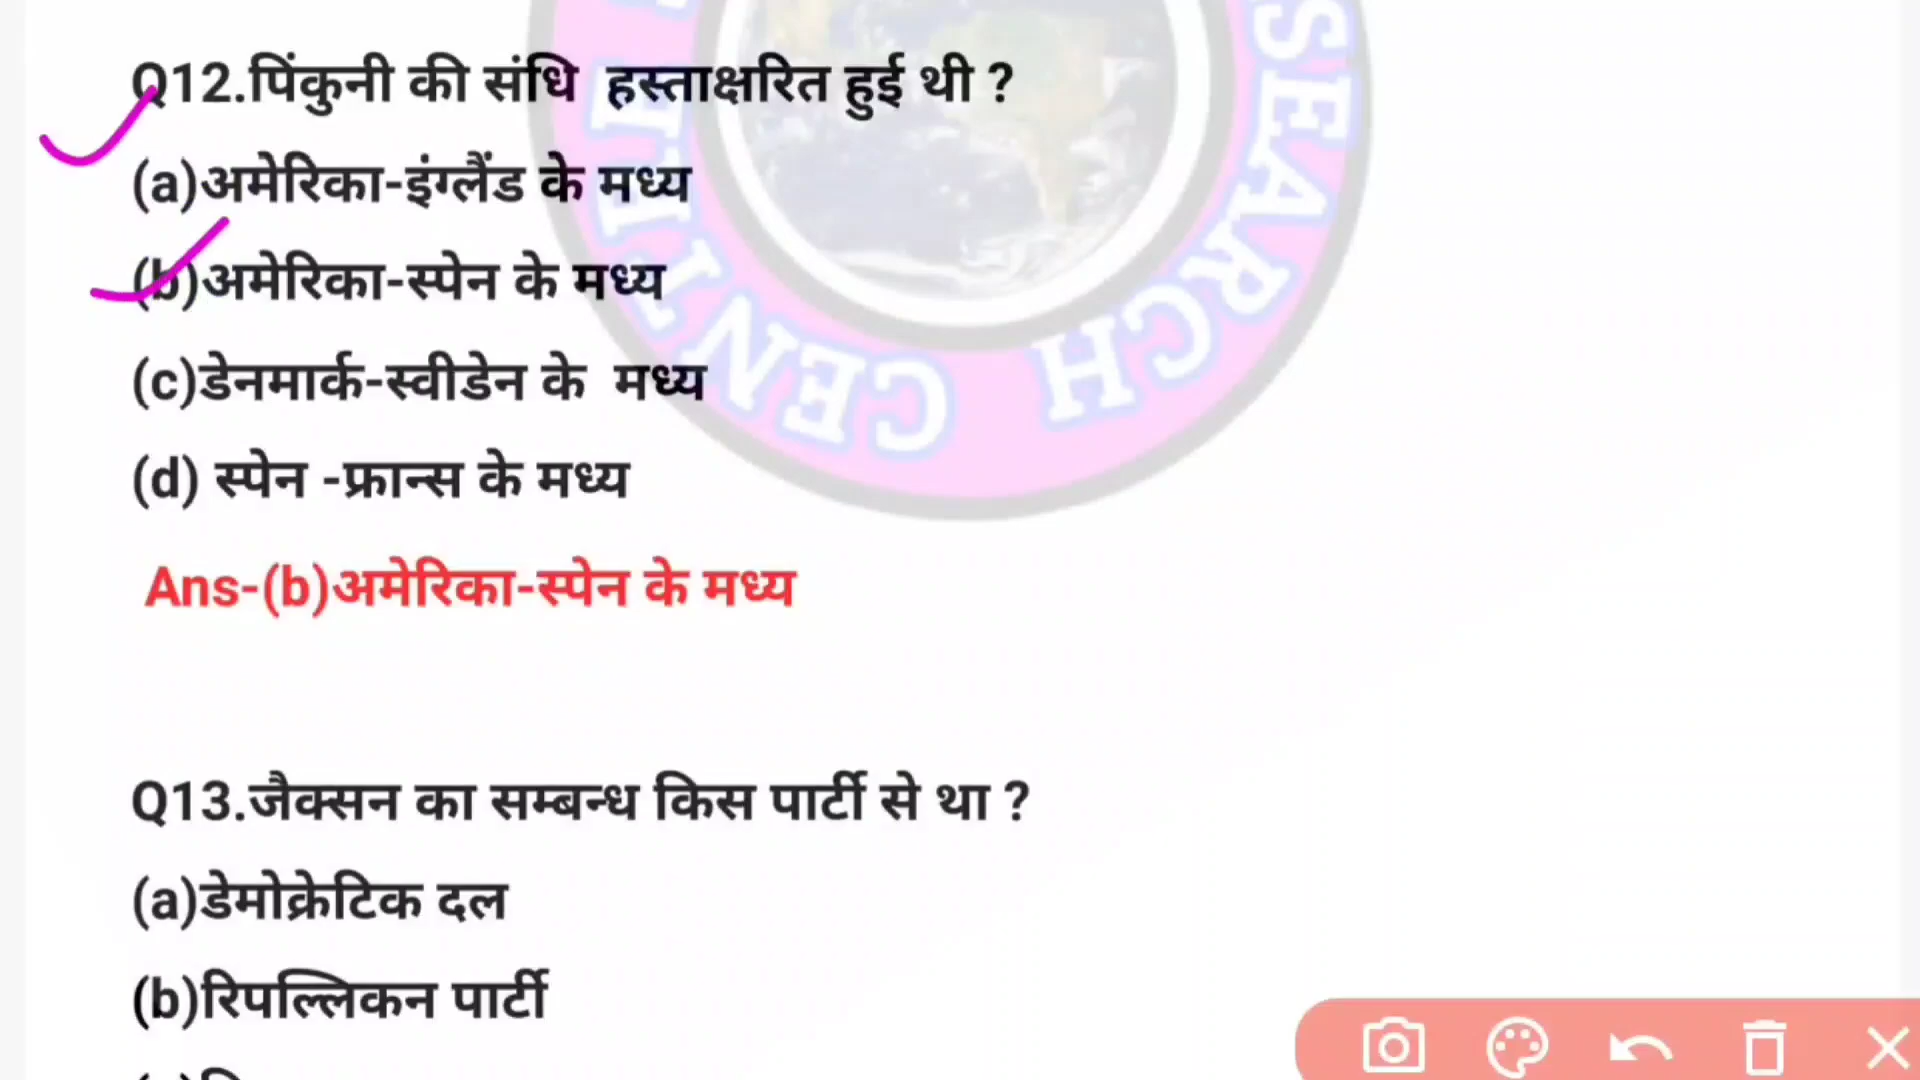 Q12.पिंकुनी की संधि हस्ताक्षरित हुई थी ?
(a)अमेरिका-इंग्लैंड के मध्य
(b)अमेरिका-स्पेन के मध्य
(c)डेनमार्क-स्वीडेन के मध्य
(d) स्पेन -फ्रान्स के मध्य
Ans-(b)अमेरिका-स्पेन के मध्य
Q13.जैक्सन का सम्बन्ध किस पार्टी से था ?
(a)डेमोक्रेटिक दल
(b)रिपल्लिकन पार्टी